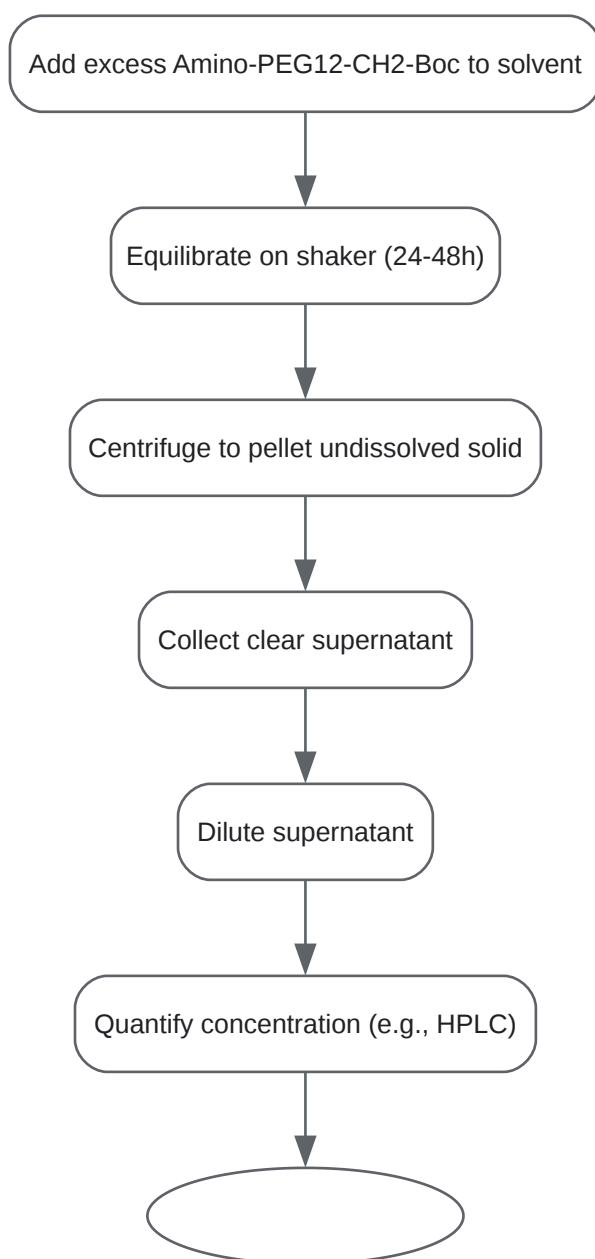 Add excess Amino-PEG12-CH2-Boc to solvent
Equilibrate on shaker (24-48h)
Centrifuge to pellet undissolved solid
Collect clear supernatant
Dilute supernatant
Quantify concentration (e.g., HPLC)